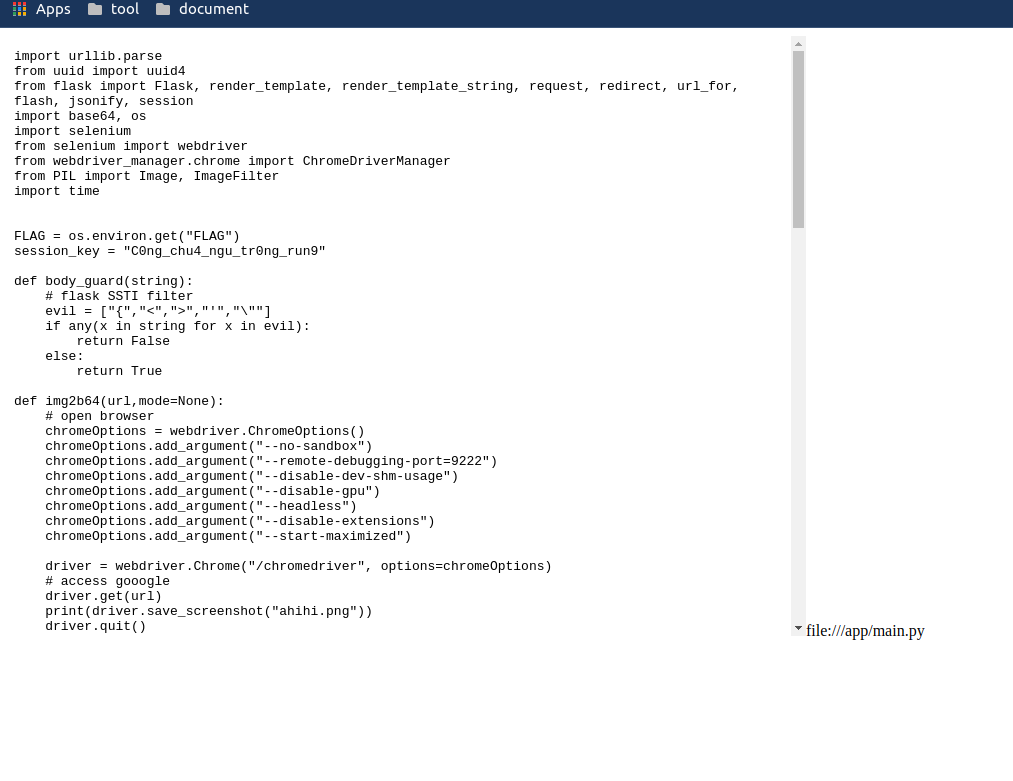 Apps tool document
import urllib.parse
from uuid import uuid4
from flask import Flask, render_template, render_template_string, request, redirect, url_for,
flash, jsonify, session
import base64, os
import selenium
from selenium import webdriver
from webdriver_manager.chrome import ChromeDriverManager
from PIL import Image, ImageFilter
import time
FLAG = os.environ.get("FLAG")
session_key = "C0ng_chu4_ngu_tr0ng_run9"
def body_guard(string):
    # flask SSTI filter
    evil = ["{","<",">","'","\""]
    if any(x in string for x in evil):
        return False
    else:
        return True
def img2b64(url,mode=None):
    # open browser
    chromeOptions = webdriver.ChromeOptions()
    chromeOptions.add_argument("--no-sandbox")
    chromeOptions.add_argument("--remote-debugging-port=9222")
    chromeOptions.add_argument("--disable-dev-shm-usage")
    chromeOptions.add_argument("--disable-gpu")
    chromeOptions.add_argument("--headless")
    chromeOptions.add_argument("--disable-extensions")
    chromeOptions.add_argument("--start-maximized")
    driver = webdriver.Chrome("/chromedriver", options=chromeOptions)
    # access gooogle
    driver.get(url)
    print(driver.save_screenshot("ahihi.png"))
    driver.quit()
file:///app/main.py